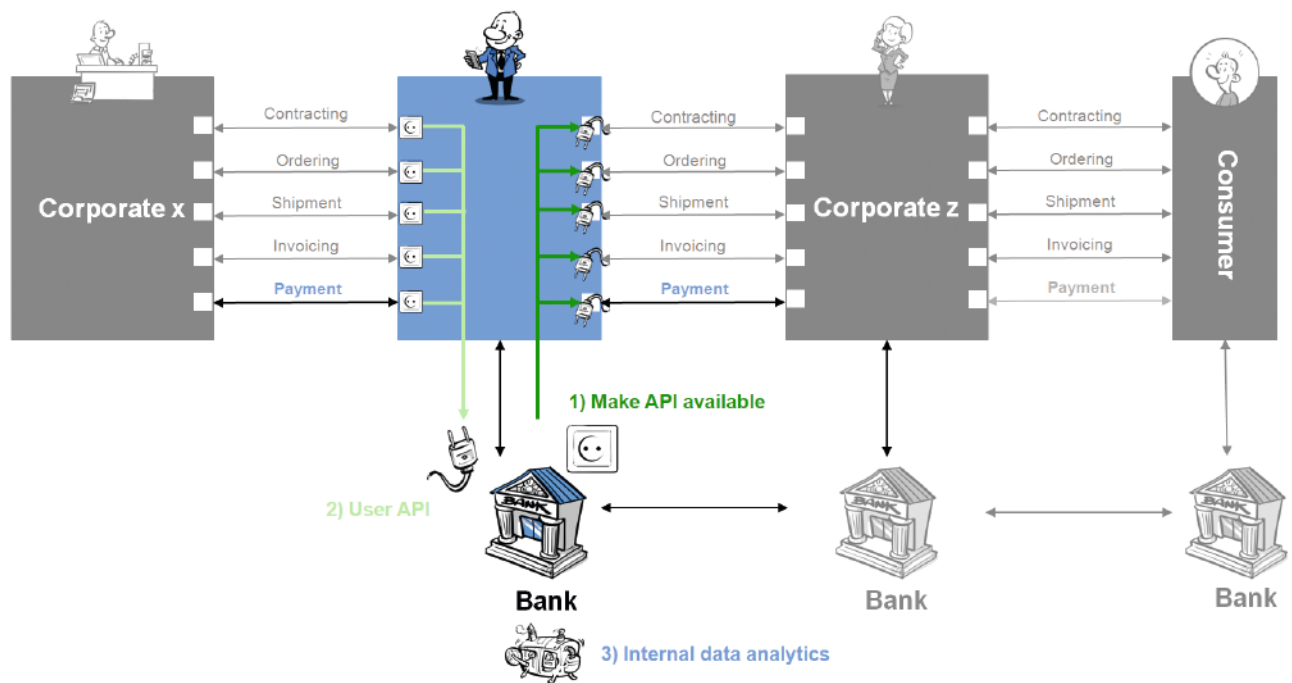 Contracting
Contracting
Contracting
Ordering
Ordering
Ordering
Corporate x
Shipment
Shipment
Corporate z
Shipment
Consumer
Invoicing
Invoicing
Invoicing
Payment
Payment
Payment
1) Make API available
2) User API
BANK
BANK
BANK
Bank
Bank
Bank
3) Internal data analytics